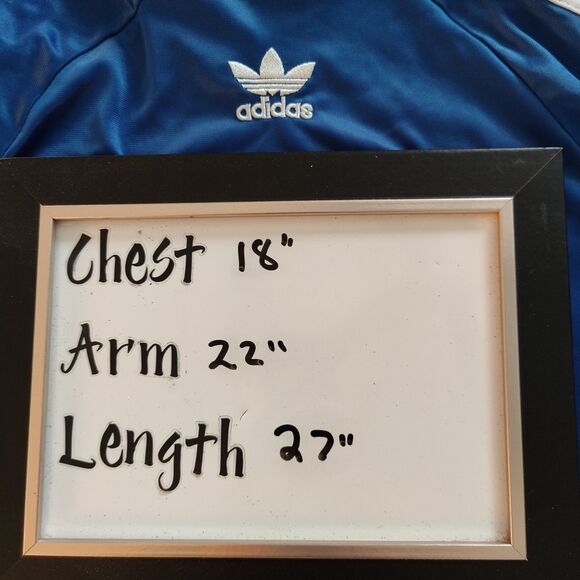 adidas
Chest 18"
Arm 22"
Length 27"